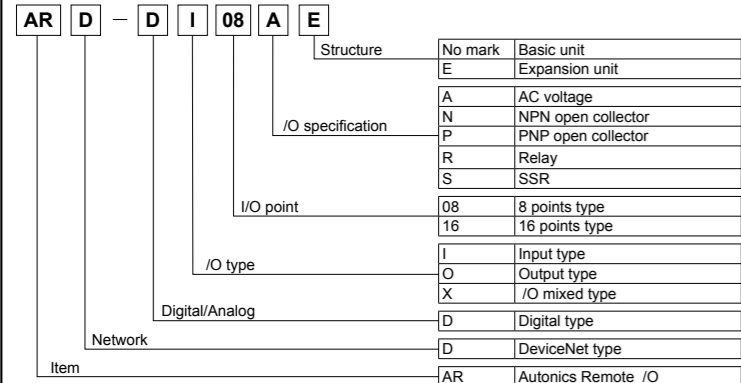 AR D — D I 08 A E
Structure No mark Basic unit
E Expansion unit
A AC voltage
N NPN open collector
/O specification P PNP open collector
R Relay
S SSR
I/O point 08 8 points type
16 16 points type
I Input type
/O type O Output type
X /O mixed type
Digital/Analog D Digital type
Network D DeviceNet type
Item AR Autonics Remote /O